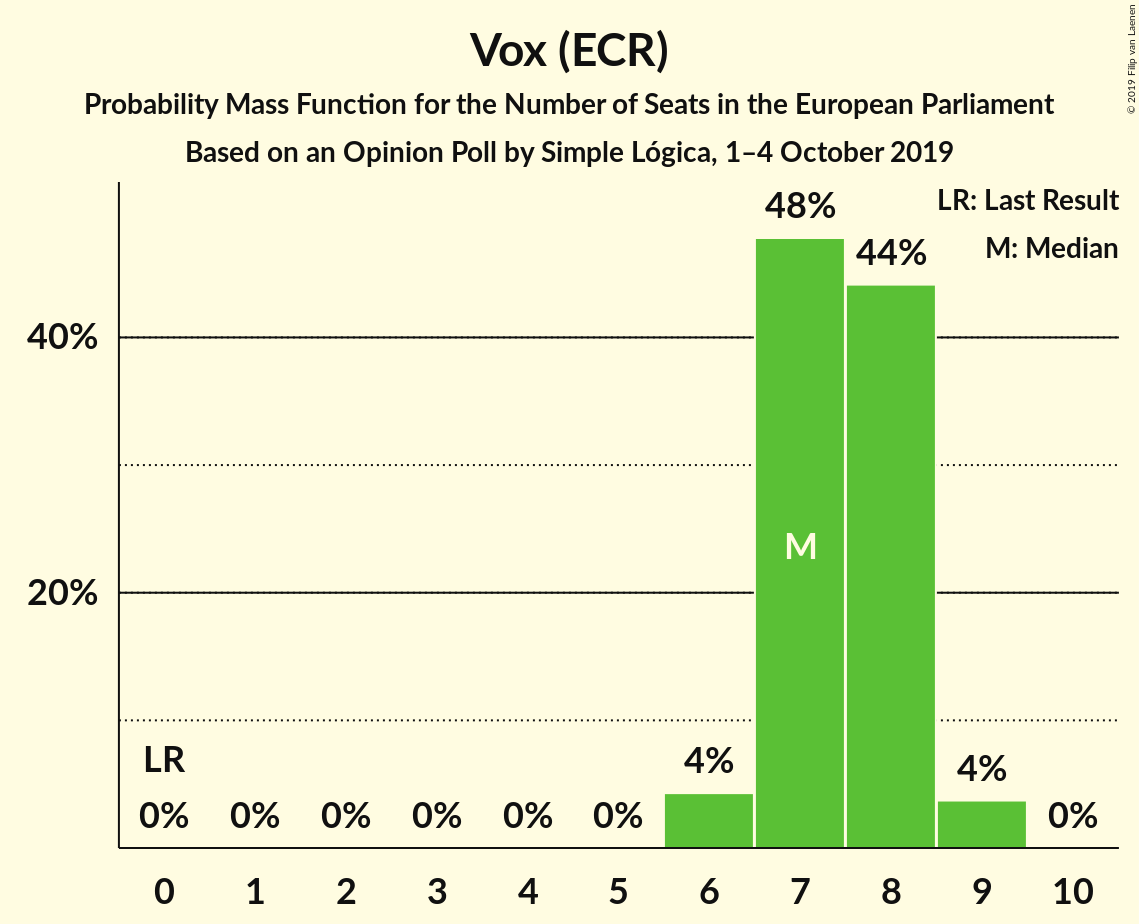 Vox (ECR)
Probability Mass Function for the Number of Seats in the European Parliament
Based on an Opinion Poll by Simple Lógica, 1–4 October 2019
© 2019 Filip van Laenen
LR: Last Result
M: Median
48%
44%
40%
M
20%
LR
0% 0% 0% 0% 0% 0% 4% 4% 0%
0 1 2 3 4 5 6 7 8 9 10